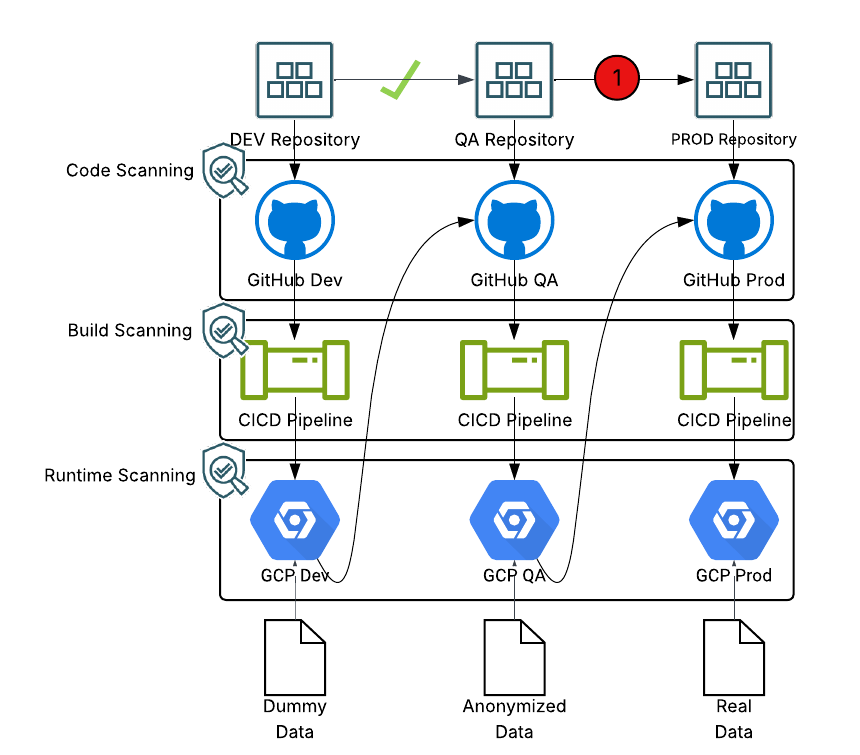 1
DEV Repository
QA Repository
PROD Repository
Code Scanning
GitHub Dev
GitHub QA
GitHub Prod
Build Scanning
CICD Pipeline
CICD Pipeline
CICD Pipeline
Runtime Scanning
GCP Dev
GCP QA
GCP Prod
Dummy
Data
Anonymized
Data
Real
Data